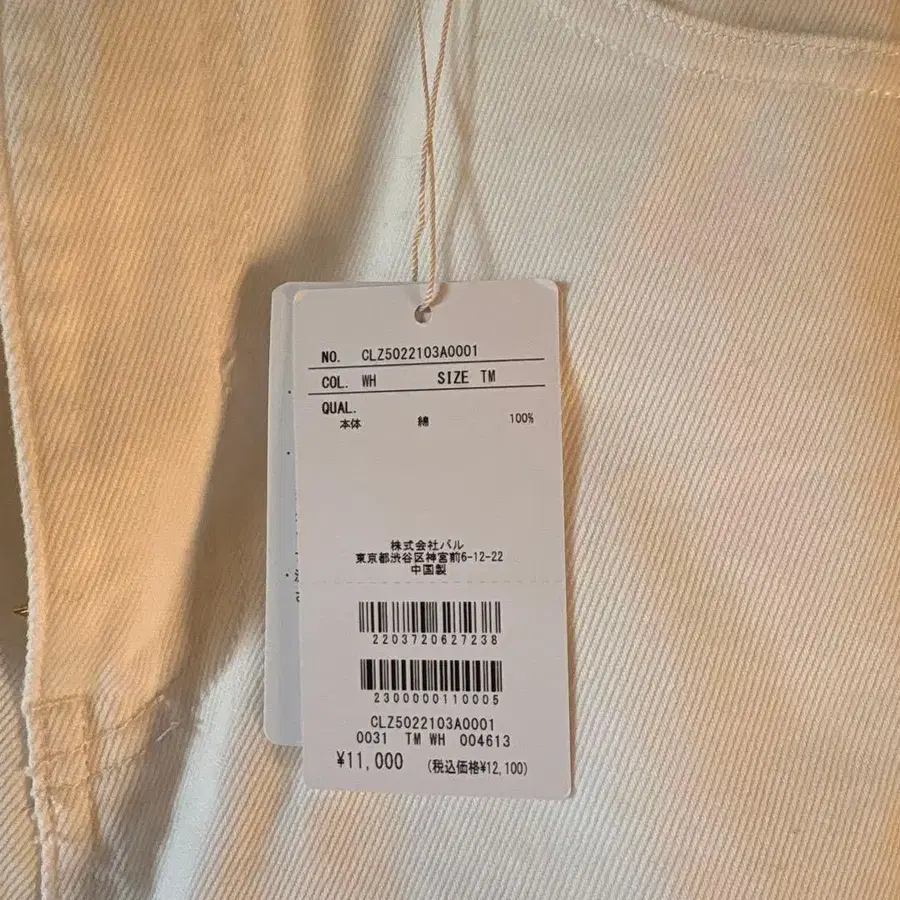 NO. CLZ5022103A0001
COL. WH SIZE TM
QUAL.
本体 綿 100%
株式会社パル
東京都渋谷区神宮前6-12-22
中国製
2203720627238
2300000110005
CLZ5022103A0001
0031 TM WH 004613
¥11,000 (税込価格¥12,100)